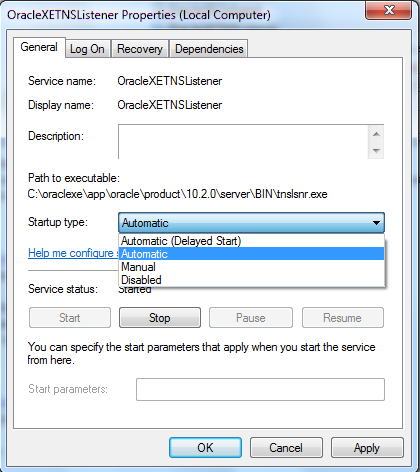 OracleXETNSListener Properties (Local Computer)
General Log On Recovery Dependencies
Service name: OracleXETNSListener
Display name: OracleXETNSListener
Description:
Path to executable:
C:\oraclexe\app\oracle\product\10.2.0\server\BIN\tnslsnr.exe
Startup type: Automatic
Automatic (Delayed Start)
Help me configure Automatic
Manual
Disabled
Service status: Started
Start Stop Pause Resume
You can specify the start parameters that apply when you start the service
from here.
Start parameters:
OK Cancel Apply